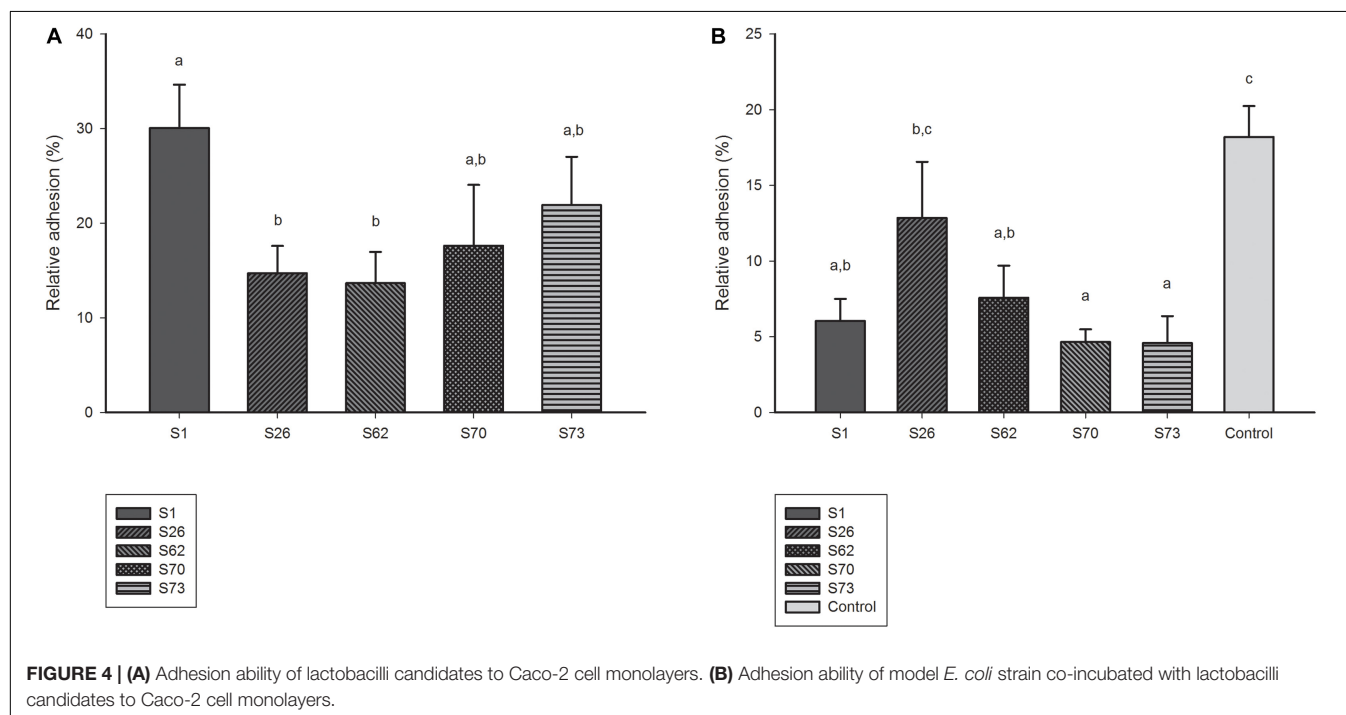 A
Relative adhesion (%)
40
30
20
10
0
a
b
b
a,b
a,b
S1 S26 S62 S70 S73
S1
S26
S62
S70
S73
B
Relative adhesion (%)
25
20
15
10
5
0
a,b
b,c
a,b
a
a
c
S1 S26 S62 S70 S73 Control
S1
S26
S62
S70
S73
Control
FIGURE 4 | (A) Adhesion ability of lactobacilli candidates to Caco-2 cell monolayers. (B) Adhesion ability of model E. coli strain co-incubated with lactobacilli
candidates to Caco-2 cell monolayers.